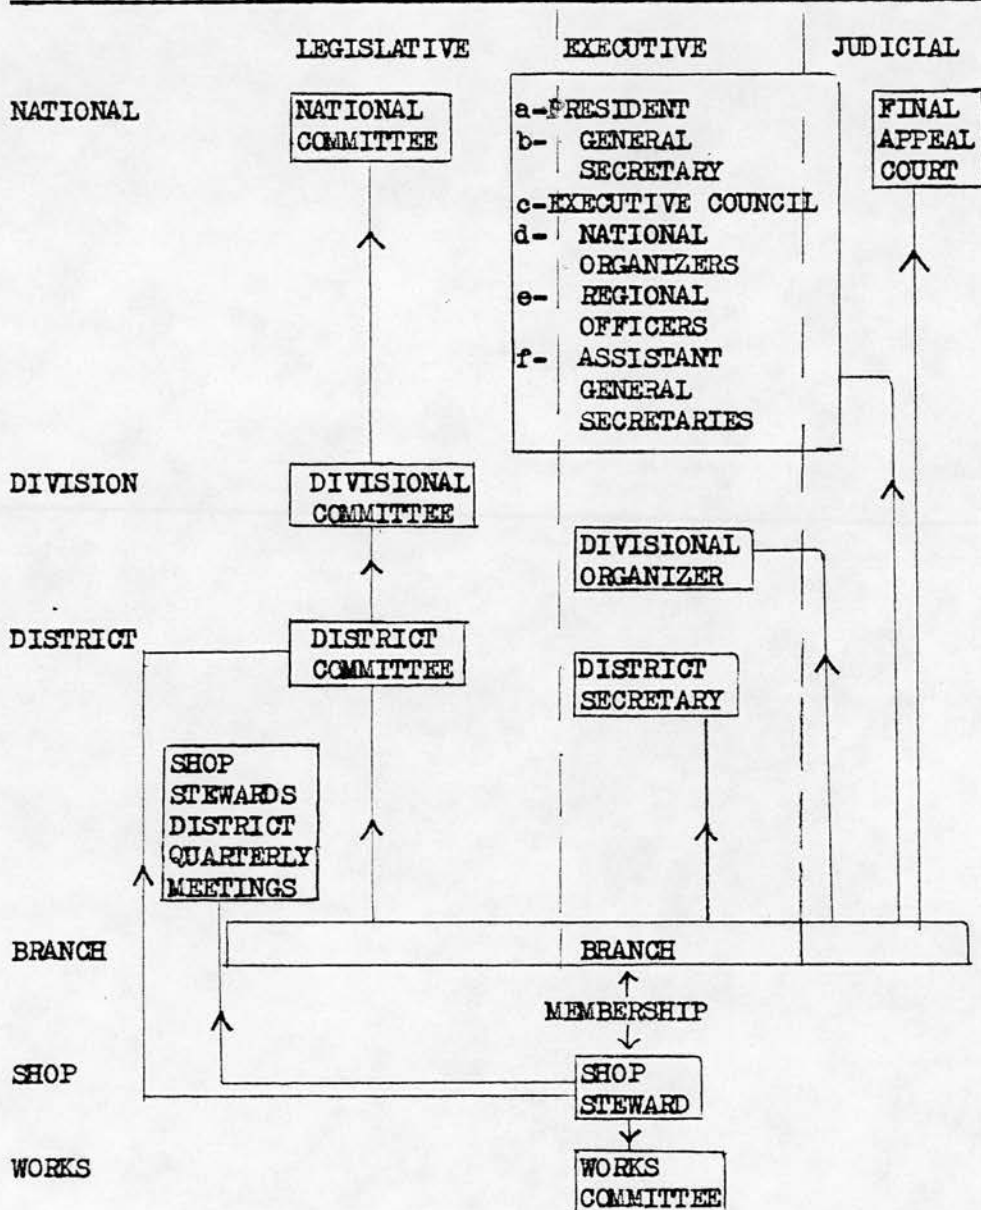 LEGISLATIVE EXECUTIVE JUDICIAL
NATIONAL
NATIONAL
COMMITTEE
a-PRESIDENT
b- GENERAL
SECRETARY
c-EXECUTIVE COUNCIL
d- NATIONAL
ORGANIZERS
e- REGIONAL
OFFICERS
f- ASSISTANT
GENERAL
SECRETARIES
FINAL
APPEAL
COURT
DIVISION
DIVISIONAL
COMMITTEE
DIVISIONAL
ORGANIZER
DISTRICT
DISTRICT
COMMITTEE
DISTRICT
SECRETARY
SHOP
STEWARDS
DISTRICT
QUARTERLY
MEETINGS
BRANCH
BRANCH
MEMBERSHIP
SHOP
SHOP
STEWARD
WORKS
WORKS
COMMITTEE